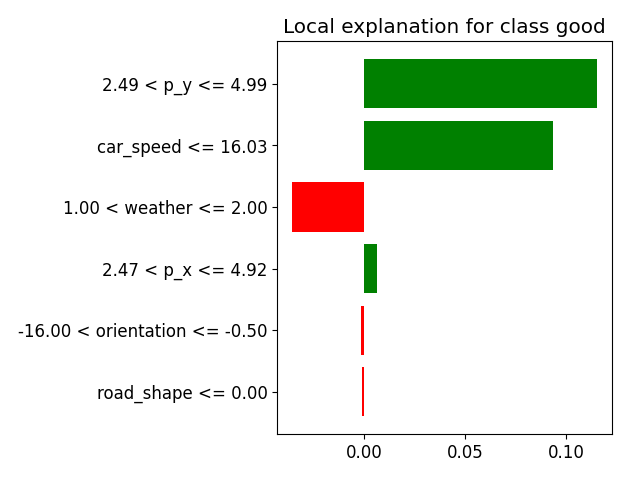 Local explanation for class good
2.49 < p_y <= 4.99
car_speed <= 16.03
1.00 < weather <= 2.00
2.47 < p_x <= 4.92
-16.00 < orientation <= -0.50
road_shape <= 0.00
0.00 0.05 0.10